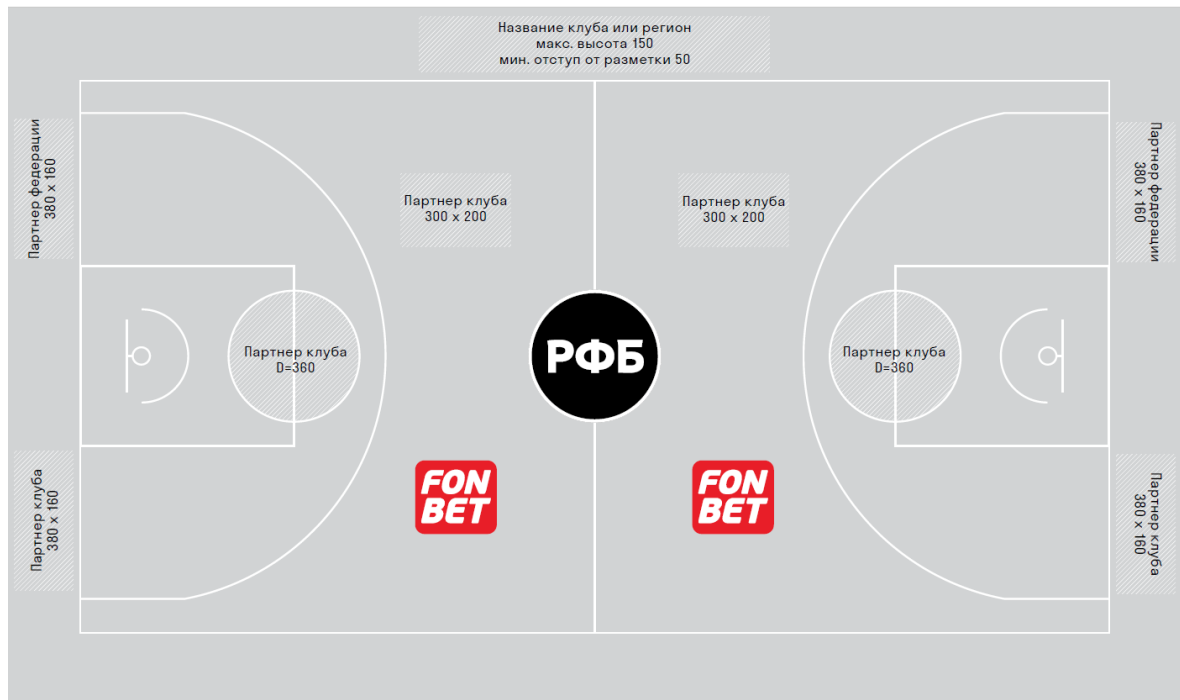 Название клуба или регион
макс. высота 150
мин. отступ от разметки 50
Партнер федерации
380 x 160
Партнер клуба
300 x 200
Партнер клуба
300 x 200
Партнер федерации
380 x 160
Партнер клуба
D=360
РФБ
Партнер клуба
D=360
Партнер клуба
380 x 160
FON
BET
FON
BET
Партнер клуба
380 x 160